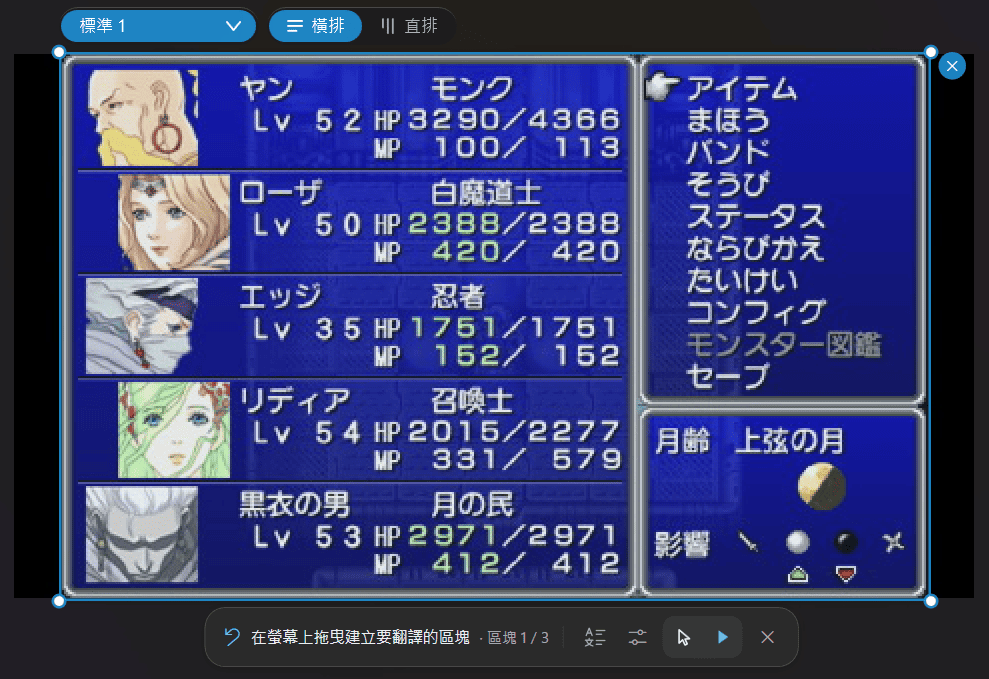 標準 1
橫排
直排
ヤン モンク
Lv 52 HP 3290/4366
MP 100/ 113
ローザ 白魔道士
Lv 50 HP 2388/2388
MP 420/ 420
エッジ 忍者
Lv 35 HP 1751/1751
MP 152/ 152
リディア 召喚士
Lv 54 HP 2015/2277
MP 331/ 579
黒衣の男 月の民
Lv 53 HP 2971/2971
MP 412/ 412
アイテム
まほう
バンド
そうび
ステータス
ならびかえ
たいけい
コンフィグ
モンスター図鑑
セーブ
月齢 上弦の月
影響
在螢幕上拖曳建立要翻譯的區塊 · 區塊 1 / 3